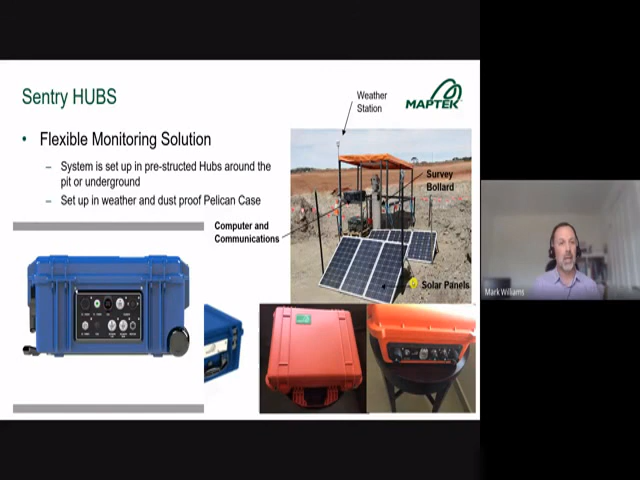 Sentry HUBS
MAPTEK
• Flexible Monitoring Solution
– System is set up in pre-structed Hubs around the
pit or underground
– Set up in weather and dust proof Pelican Case
Weather
Station
Survey
Bollard
Computer and
Communications
Solar Panels
Mark Williams